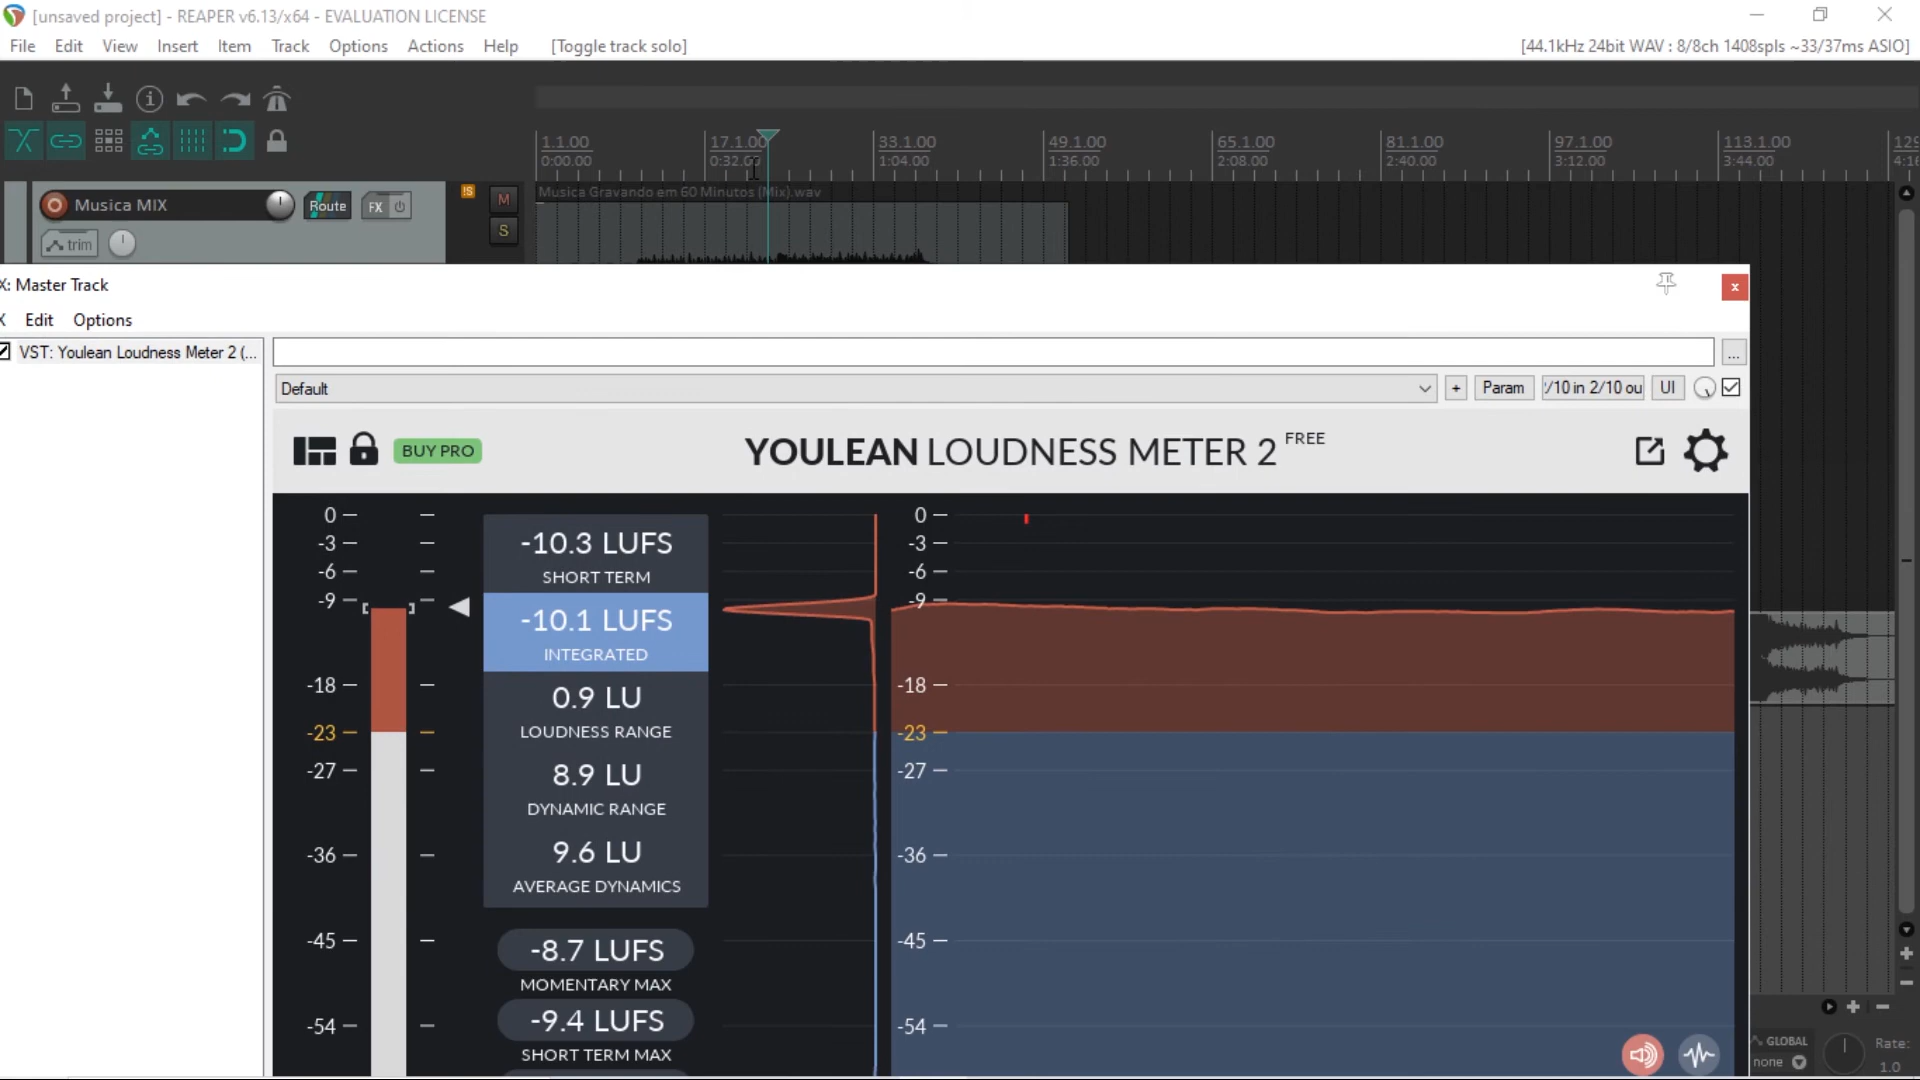 [unsaved project] - REAPER v6.13/x64 - EVALUATION LICENSE
File Edit View Insert Item Track Options Actions Help [Toggle track solo] [44.1kHz 24bit WAV : 8/8ch 1408spls ~33/37ms ASIO]
1.1.00 17.1.00 33.1.00 49.1.00 65.1.00 81.1.00 97.1.00 113.1.00 129
0:00.00 0:32.00 1:04.00 1:36.00 2:08.00 2:40.00 3:12.00 3:44.00 4:16
Musica MIX Route FX !S M Musica Gravando em 60 Minutos (Mix).wav
trim S
X: Master Track x
X Edit Options
VST: Youlean Loudness Meter 2 (... ...
Default + Param '/10 in 2/10 ou UI
BUY PRO YOULEAN LOUDNESS METER 2 FREE
0 -10.3 LUFS 0
-3 -3
-6 SHORT TERM -6
-9 -10.1 LUFS -9
INTEGRATED
-18 0.9 LU -18
-23 LOUDNESS RANGE -23
-27 8.9 LU -27
DYNAMIC RANGE
-36 9.6 LU -36
AVERAGE DYNAMICS
-45 -8.7 LUFS -45
MOMENTARY MAX
-54 -9.4 LUFS -54
SHORT TERM MAX
GLOBAL Rate:
none 1.0